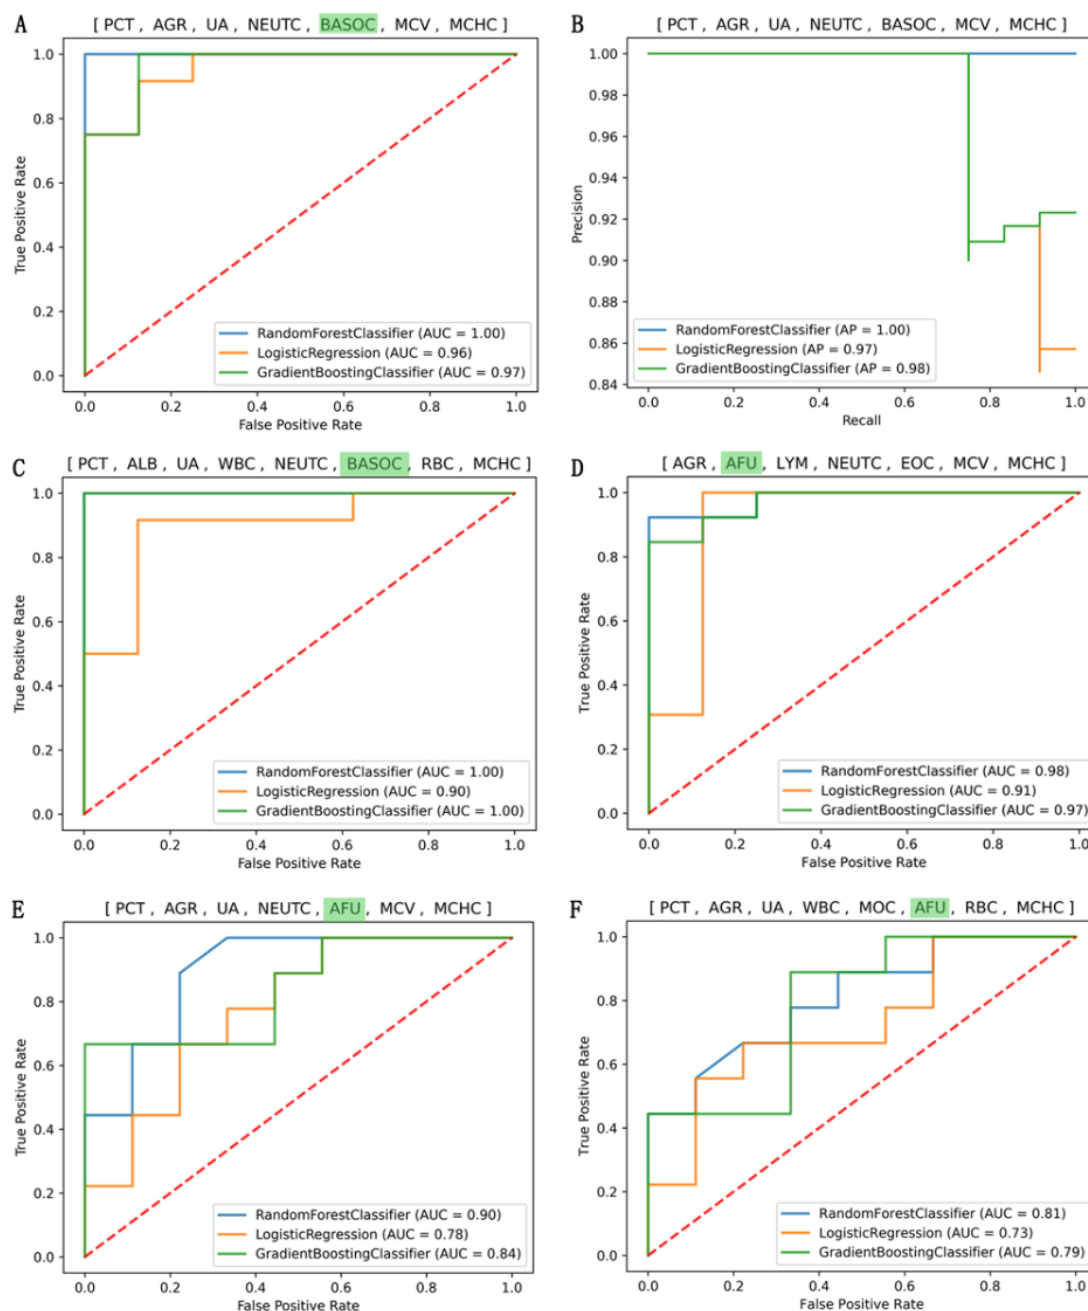 A
[ PCT , AGR , UA , NEUTC , BASOC , MCV , MCHC ]
1.0
0.8
0.6
0.4
0.2
0.0
True Positive Rate
RandomForestClassifier (AUC = 1.00)
LogisticRegression (AUC = 0.96)
GradientBoostingClassifier (AUC = 0.97)
0.0 0.2 0.4 0.6 0.8 1.0
False Positive Rate
B
[ PCT , AGR , UA , NEUTC , BASOC , MCV , MCHC ]
1.00
0.98
0.96
0.94
0.92
0.90
0.88
0.86
0.84
Precision
RandomForestClassifier (AP = 1.00)
LogisticRegression (AP = 0.97)
GradientBoostingClassifier (AP = 0.98)
0.0 0.2 0.4 0.6 0.8 1.0
Recall
C
[ PCT , ALB , UA , WBC , NEUTC , BASOC , RBC , MCHC ]
1.0
0.8
0.6
0.4
0.2
0.0
True Positive Rate
RandomForestClassifier (AUC = 1.00)
LogisticRegression (AUC = 0.90)
GradientBoostingClassifier (AUC = 1.00)
0.0 0.2 0.4 0.6 0.8 1.0
False Positive Rate
D
[ AGR , AFU , LYM , NEUTC , EOC , MCV , MCHC ]
1.0
0.8
0.6
0.4
0.2
0.0
True Positive Rate
RandomForestClassifier (AUC = 0.98)
LogisticRegression (AUC = 0.91)
GradientBoostingClassifier (AUC = 0.97)
0.0 0.2 0.4 0.6 0.8 1.0
False Positive Rate
E
[ PCT , AGR , UA , NEUTC , AFU , MCV , MCHC ]
1.0
0.8
0.6
0.4
0.2
0.0
True Positive Rate
RandomForestClassifier (AUC = 0.90)
LogisticRegression (AUC = 0.78)
GradientBoostingClassifier (AUC = 0.84)
0.0 0.2 0.4 0.6 0.8 1.0
False Positive Rate
F
[ PCT , AGR , UA , WBC , MOC , AFU , RBC , MCHC ]
1.0
0.8
0.6
0.4
0.2
0.0
True Positive Rate
RandomForestClassifier (AUC = 0.81)
LogisticRegression (AUC = 0.73)
GradientBoostingClassifier (AUC = 0.79)
0.0 0.2 0.4 0.6 0.8 1.0
False Positive Rate